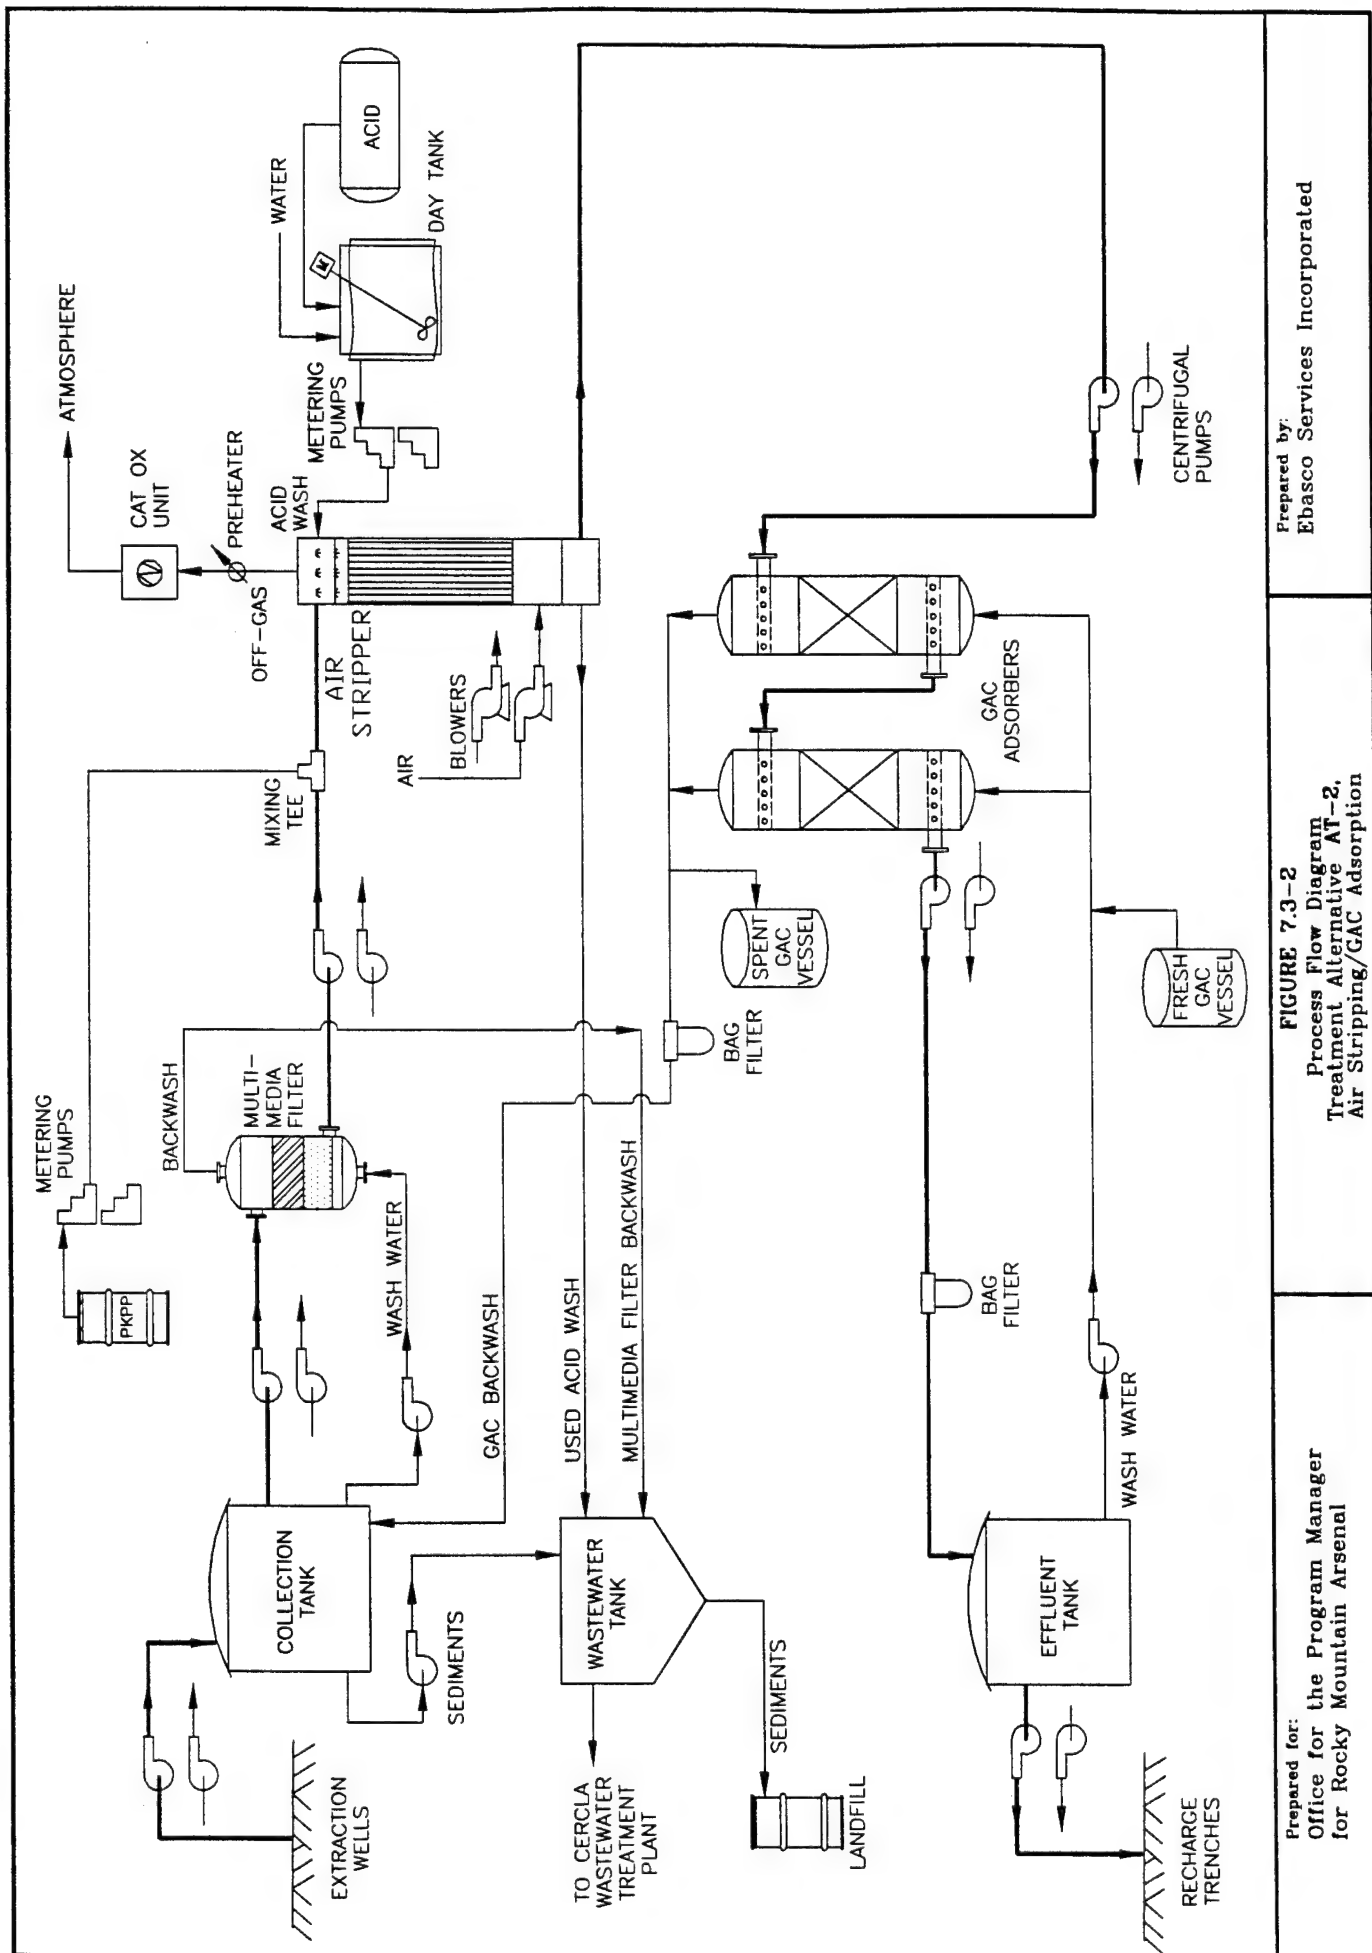 METERING
PUMPS
PKPP
BACKWASH
MULTI-
MEDIA
FILTER
MIXING
TEE
OFF-GAS
PREHEATER
CAT OX
UNIT
ATMOSPHERE
ACID
WASH
METERING
PUMPS
WATER
ACID
DAY TANK
AIR
STRIPPER
BLOWERS
AIR
EXTRACTION
WELLS
COLLECTION
TANK
WASH WATER
SEDIMENTS
GAC BACKWASH
USED ACID WASH
MULTIMEDIA FILTER BACKWASH
WASTEWATER
TANK
TO CERCLA
WASTEWATER
TREATMENT
PLANT
SEDIMENTS
LANDFILL
BAG
FILTER
SPENT
GAC
VESSEL
GAC
ADSORBERS
CENTRIFUGAL
PUMPS
BAG
FILTER
FRESH
GAC
VESSEL
EFFLUENT
TANK
WASH WATER
RECHARGE
TRENCHES
Prepared for:
Office for the Program Manager
for Rocky Mountain Arsenal
FIGURE 7.3-2
Process Flow Diagram
Treatment Alternative AT-2,
Air Stripping/GAC Adsorption
Prepared by:
Ebasco Services Incorporated